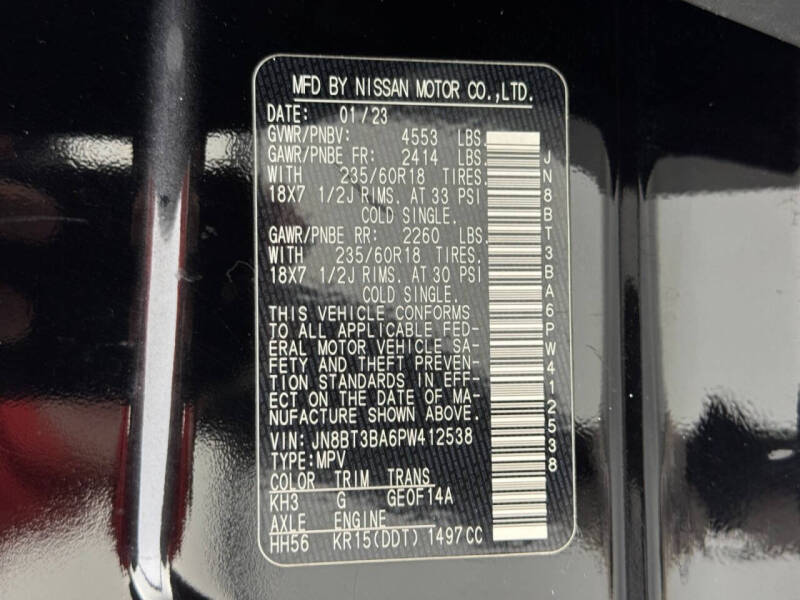 MFD BY NISSAN MOTOR CO.,LTD.
DATE: 01/23
GVWR/PNBV: 4553 LBS.
GAWR/PNBE FR: 2414 LBS.
WITH 235/60R18 TIRES.
18X7 1/2J RIMS. AT 33 PSI
COLD SINGLE.
GAWR/PNBE RR: 2260 LBS.
WITH 235/60R18 TIRES.
18X7 1/2J RIMS. AT 30 PSI
COLD SINGLE.
THIS VEHICLE CONFORMS
TO ALL APPLICABLE FED-
ERAL MOTOR VEHICLE SA-
FETY AND THEFT PREVEN-
TION STANDARDS IN EFF-
ECT ON THE DATE OF MA-
NUFACTURE SHOWN ABOVE.
VIN: JN8BT3BA6PW412538
TYPE:MPV
COLOR TRIM TRANS
KH3 G GE0F14A
AXLE ENGINE
HH56 KR15(DDT) 1497CC
JN8BT3BA6PW412538